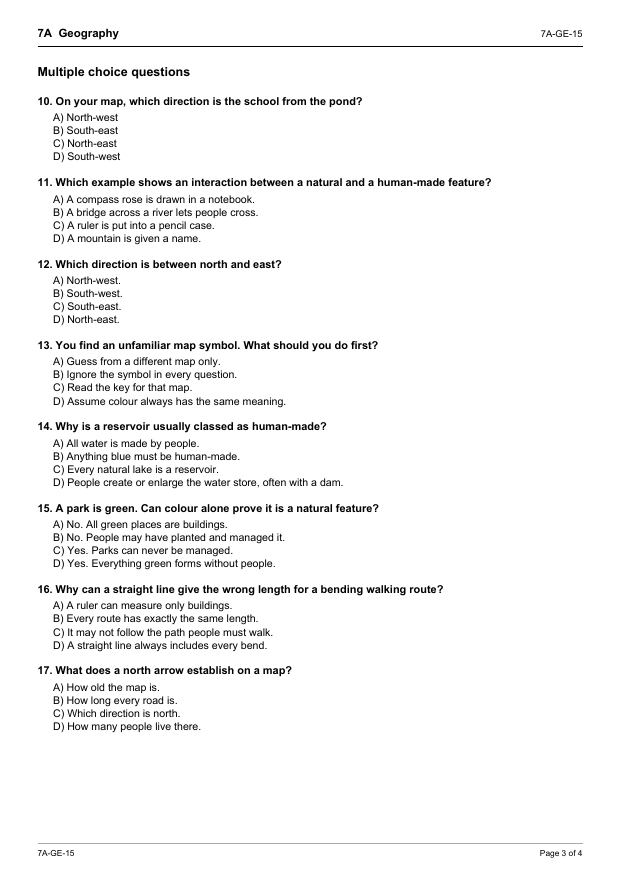 7A Geography
7A-GE-15
Multiple choice questions
10. On your map, which direction is the school from the pond?
A) North-west
B) South-east
C) North-east
D) South-west
11. Which example shows an interaction between a natural and a human-made feature?
A) A compass rose is drawn in a notebook.
B) A bridge across a river lets people cross.
C) A ruler is put into a pencil case.
D) A mountain is given a name.
12. Which direction is between north and east?
A) North-west.
B) South-west.
C) South-east.
D) North-east.
13. You find an unfamiliar map symbol. What should you do first?
A) Guess from a different map only.
B) Ignore the symbol in every question.
C) Read the key for that map.
D) Assume colour always has the same meaning.
14. Why is a reservoir usually classed as human-made?
A) All water is made by people.
B) Anything blue must be human-made.
C) Every natural lake is a reservoir.
D) People create or enlarge the water store, often with a dam.
15. A park is green. Can colour alone prove it is a natural feature?
A) No. All green places are buildings.
B) No. People may have planted and managed it.
C) Yes. Parks can never be managed.
D) Yes. Everything green forms without people.
16. Why can a straight line give the wrong length for a bending walking route?
A) A ruler can measure only buildings.
B) Every route has exactly the same length.
C) It may not follow the path people must walk.
D) A straight line always includes every bend.
17. What does a north arrow establish on a map?
A) How old the map is.
B) How long every road is.
C) Which direction is north.
D) How many people live there.
7A-GE-15
Page 3 of 4